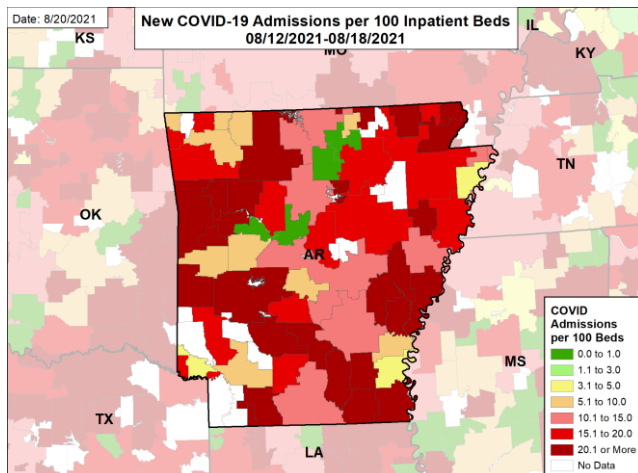 Date: 8/20/2021
New COVID-19 Admissions per 100 Inpatient Beds
08/12/2021-08/18/2021
KS
MO
IL
KY
TN
OK
AR
MS
TX
LA
COVID
Admissions
per 100 Beds
0.0 to 1.0
1.1 to 3.0
3.1 to 5.0
5.1 to 10.0
10.1 to 15.0
15.1 to 20.0
20.1 or More
No Data